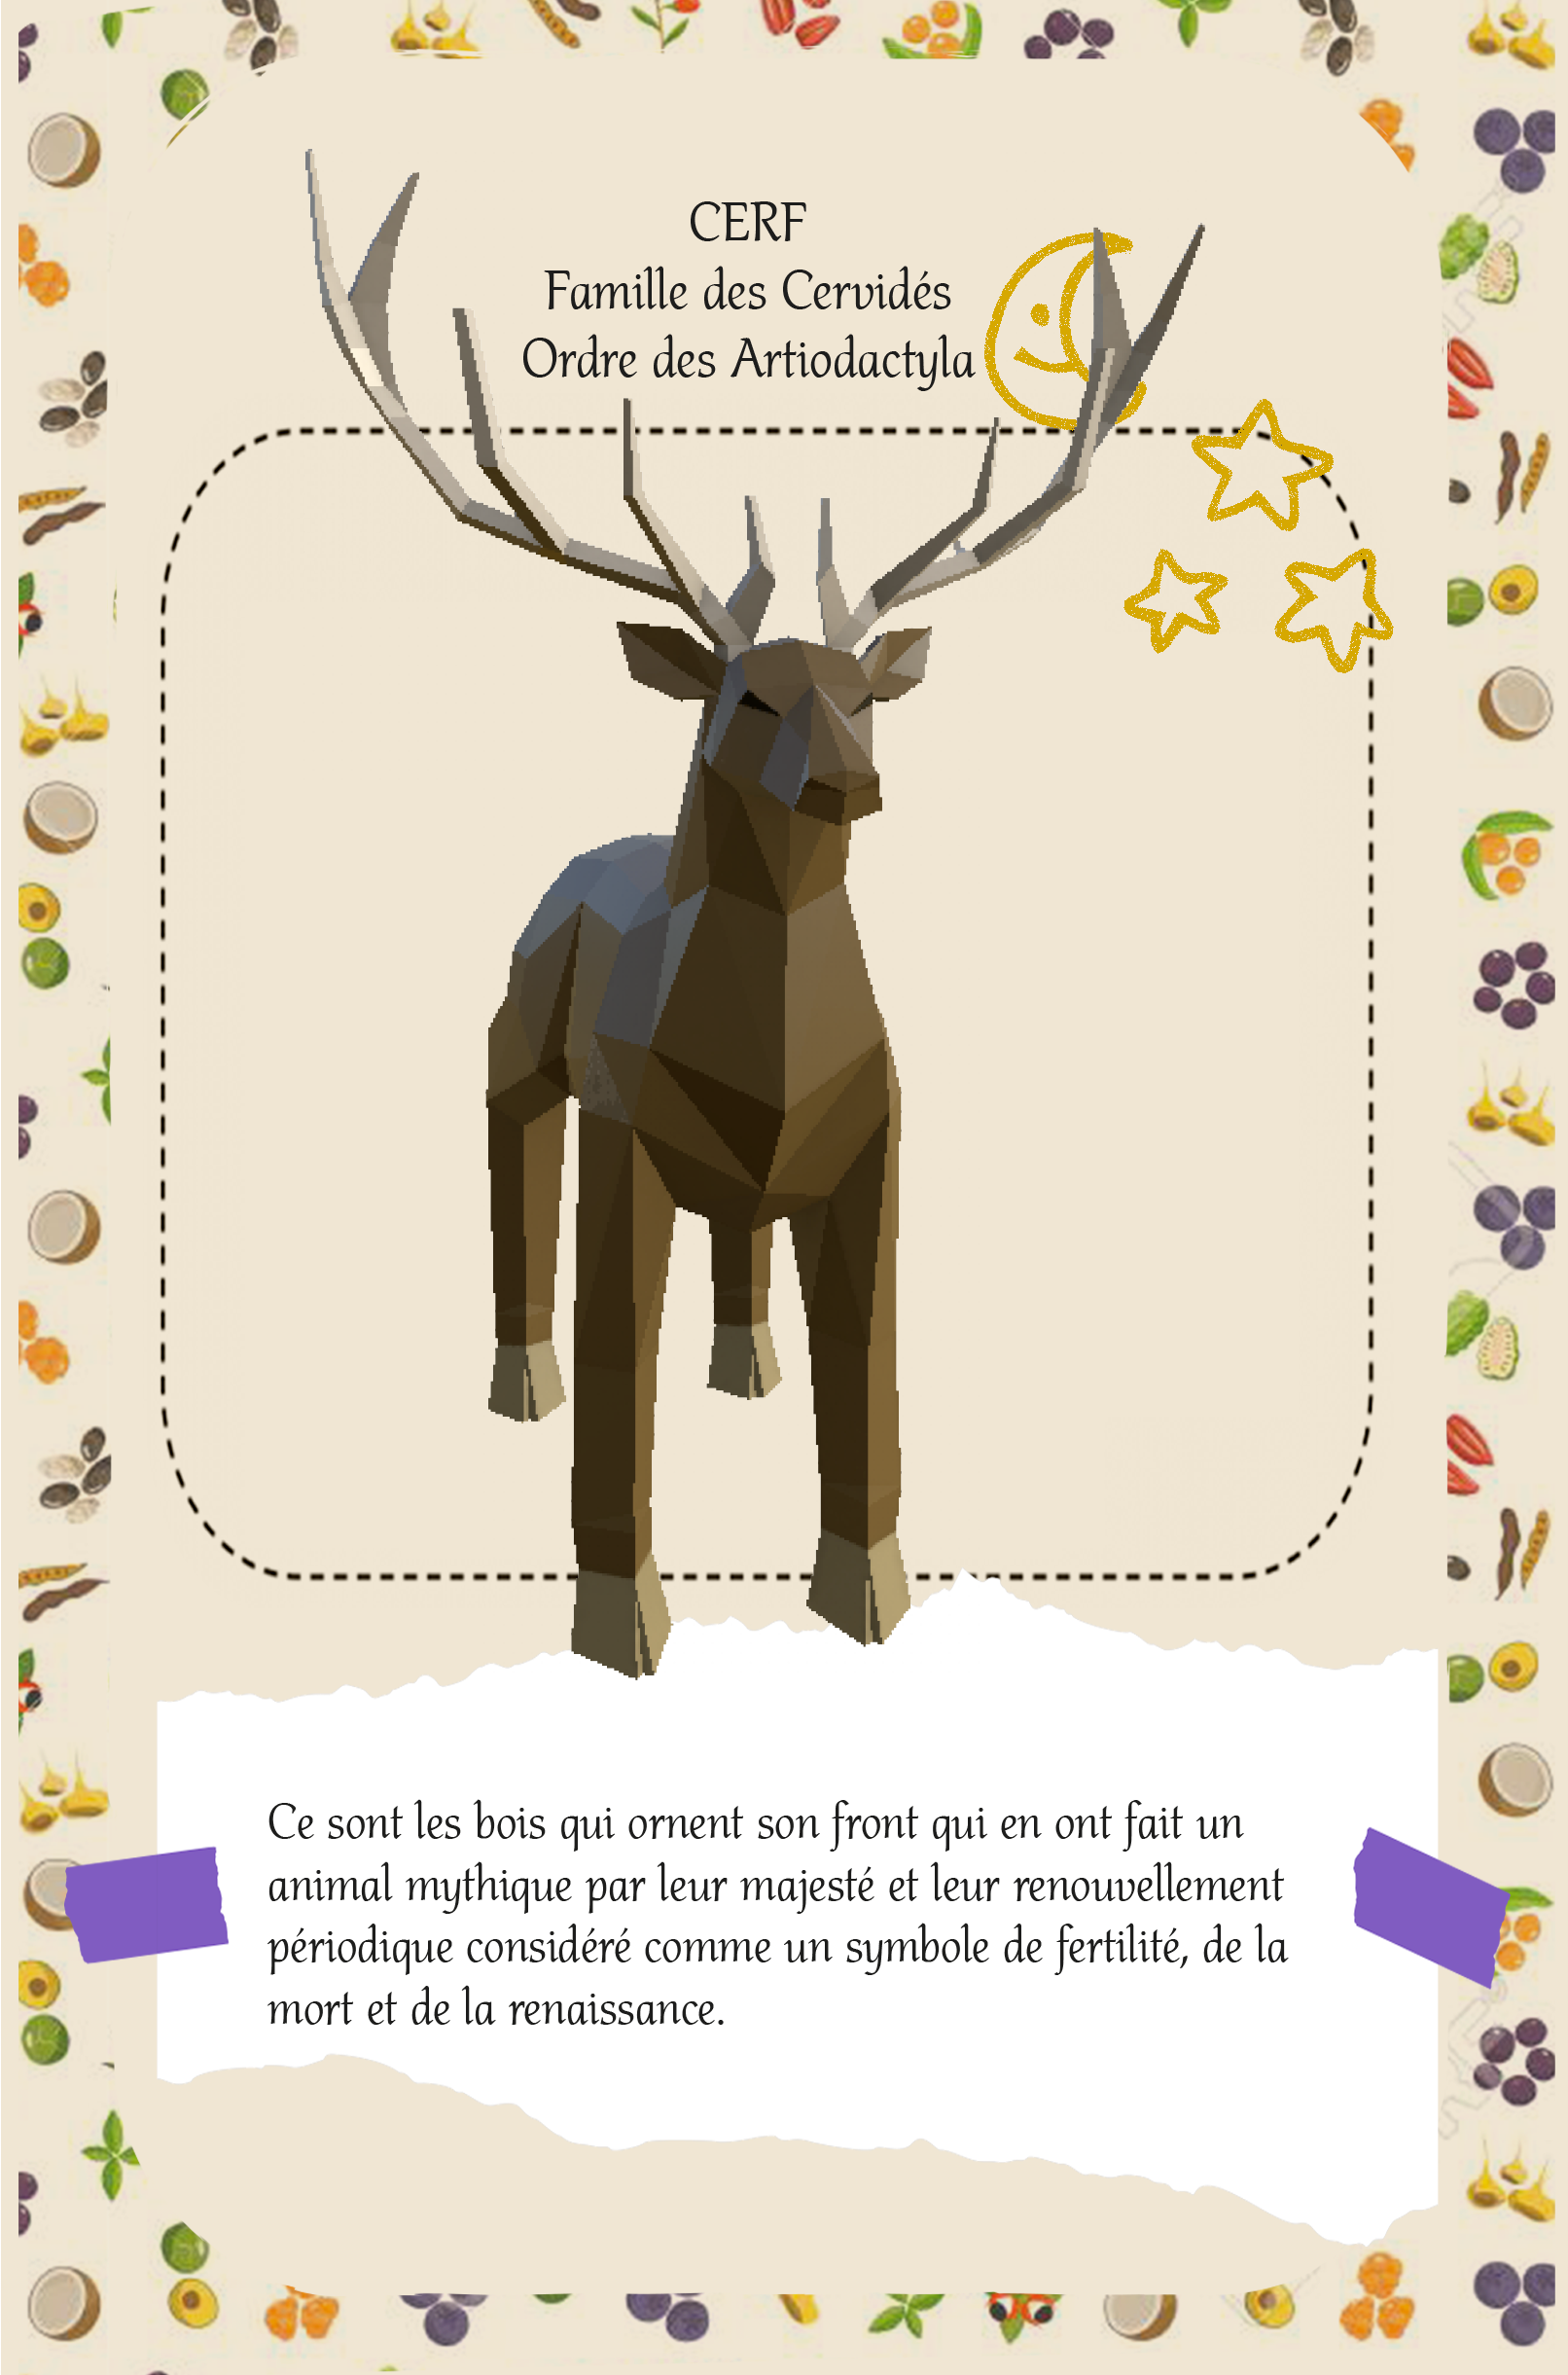 CERF
Famille des Cervidés
Ordre des Artiodactyla
Ce sont les bois qui ornent son front qui en ont fait un
animal mythique par leur majesté et leur renouvellement
périodique considéré comme un symbole de fertilité, de la
mort et de la renaissance.